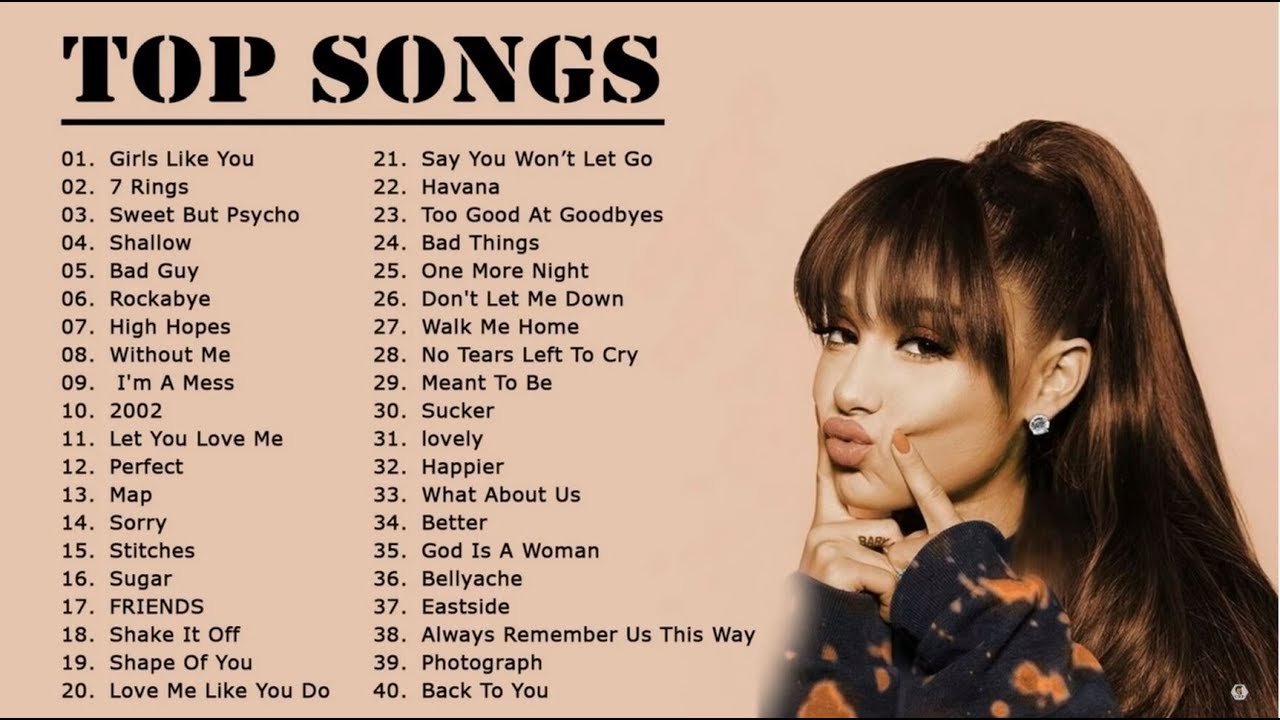 TOP SONGS
01. Girls Like You
02. 7 Rings
03. Sweet But Psycho
04. Shallow
05. Bad Guy
06. Rockabye
07. High Hopes
08. Without Me
09. I'm A Mess
10. 2002
11. Let You Love Me
12. Perfect
13. Map
14. Sorry
15. Stitches
16. Sugar
17. FRIENDS
18. Shake It Off
19. Shape Of You
20. Love Me Like You Do
21. Say You Won’t Let Go
22. Havana
23. Too Good At Goodbyes
24. Bad Things
25. One More Night
26. Don't Let Me Down
27. Walk Me Home
28. No Tears Left To Cry
29. Meant To Be
30. Sucker
31. lovely
32. Happier
33. What About Us
34. Better
35. God Is A Woman
36. Bellyache
37. Eastside
38. Always Remember Us This Way
39. Photograph
40. Back To You